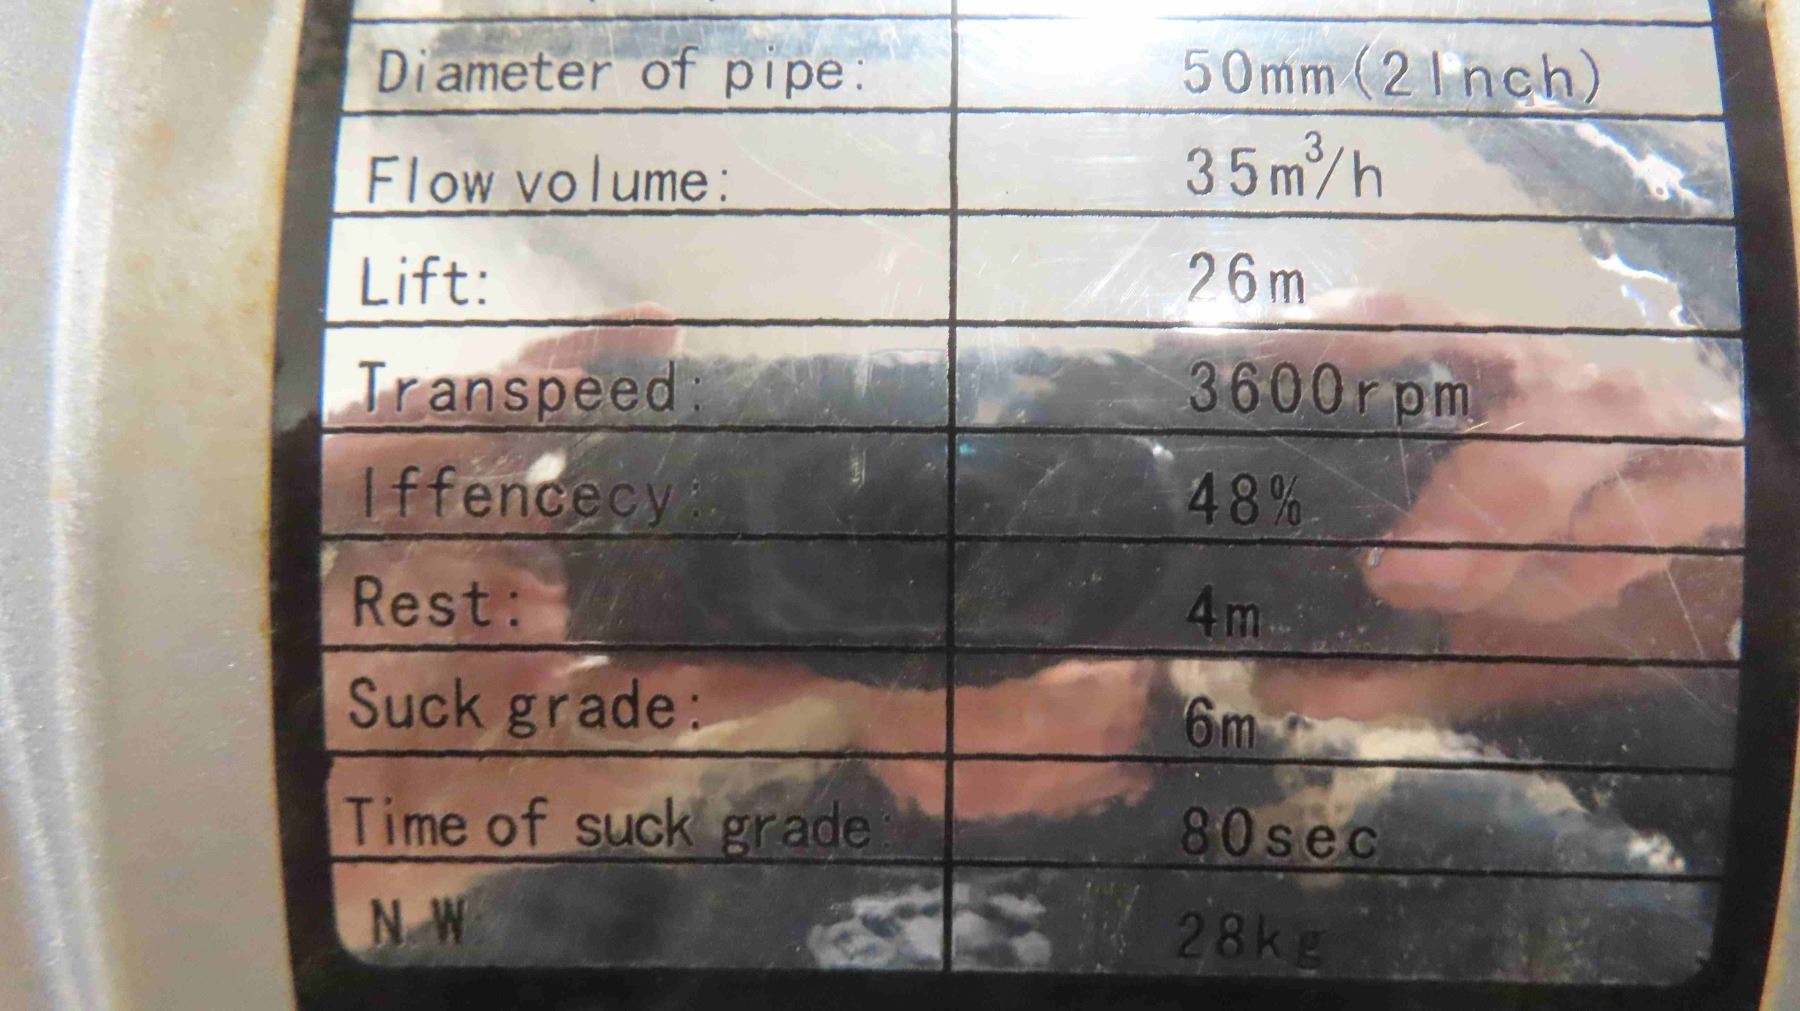 Diameter of pipe: 50mm(2Inch)
Flow volume: 35m³/h
Lift: 26m
Transpeed: 3600rpm
Iffencecy: 48%
Rest: 4m
Suck grade: 6m
Time of suck grade: 80sec
N.W 28kg